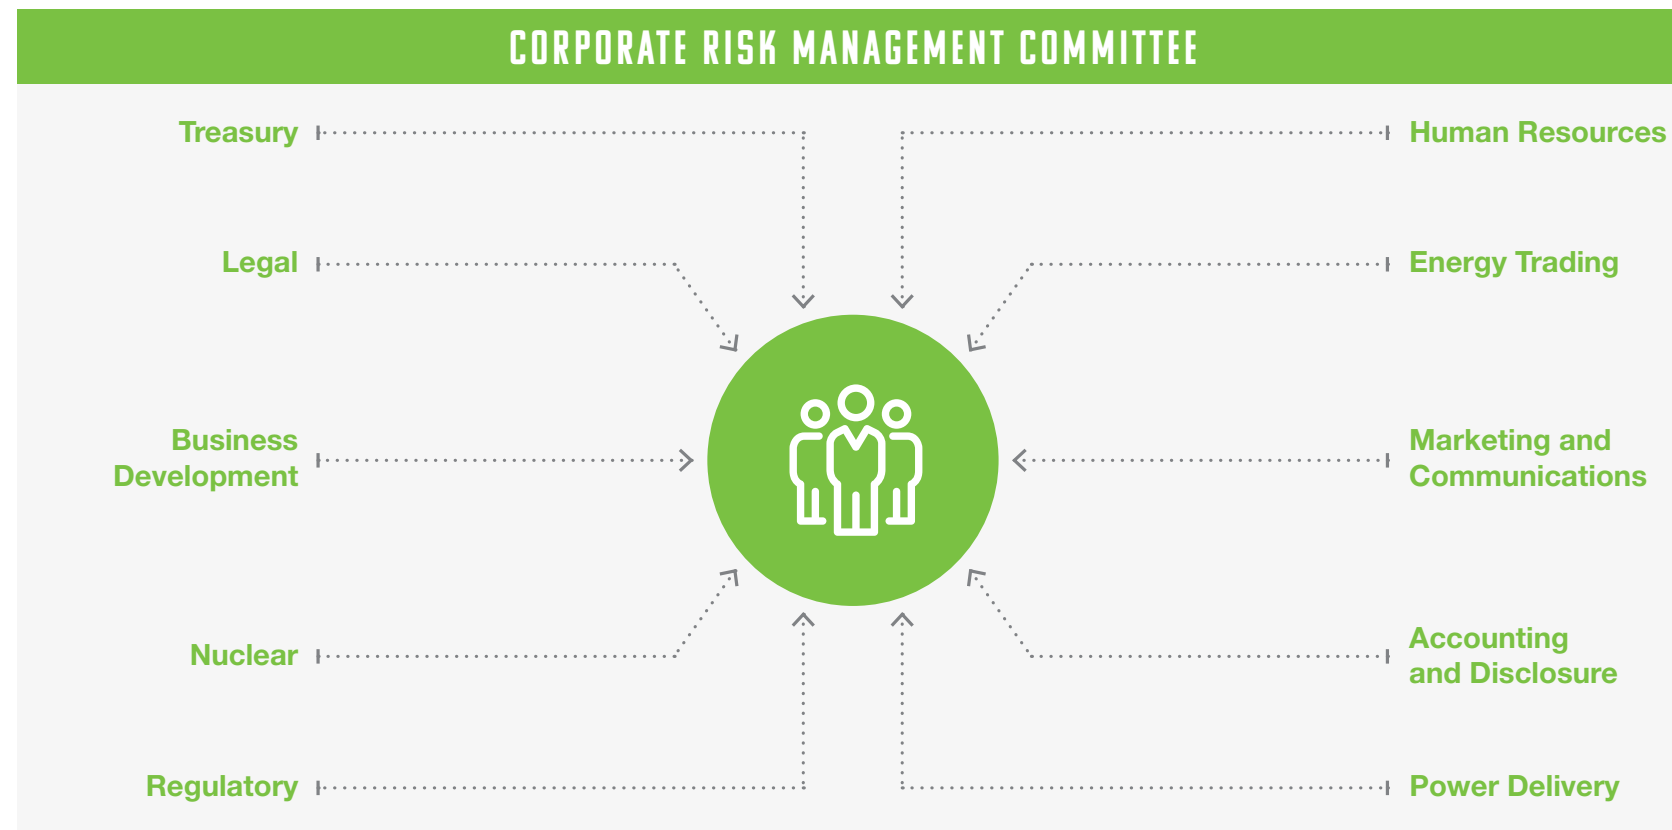 CORPORATE RISK MANAGEMENT COMMITTEE
Treasury
Legal
Business
Development
Nuclear
Regulatory
Human Resources
Energy Trading
Marketing and
Communications
Accounting
and Disclosure
Power Delivery